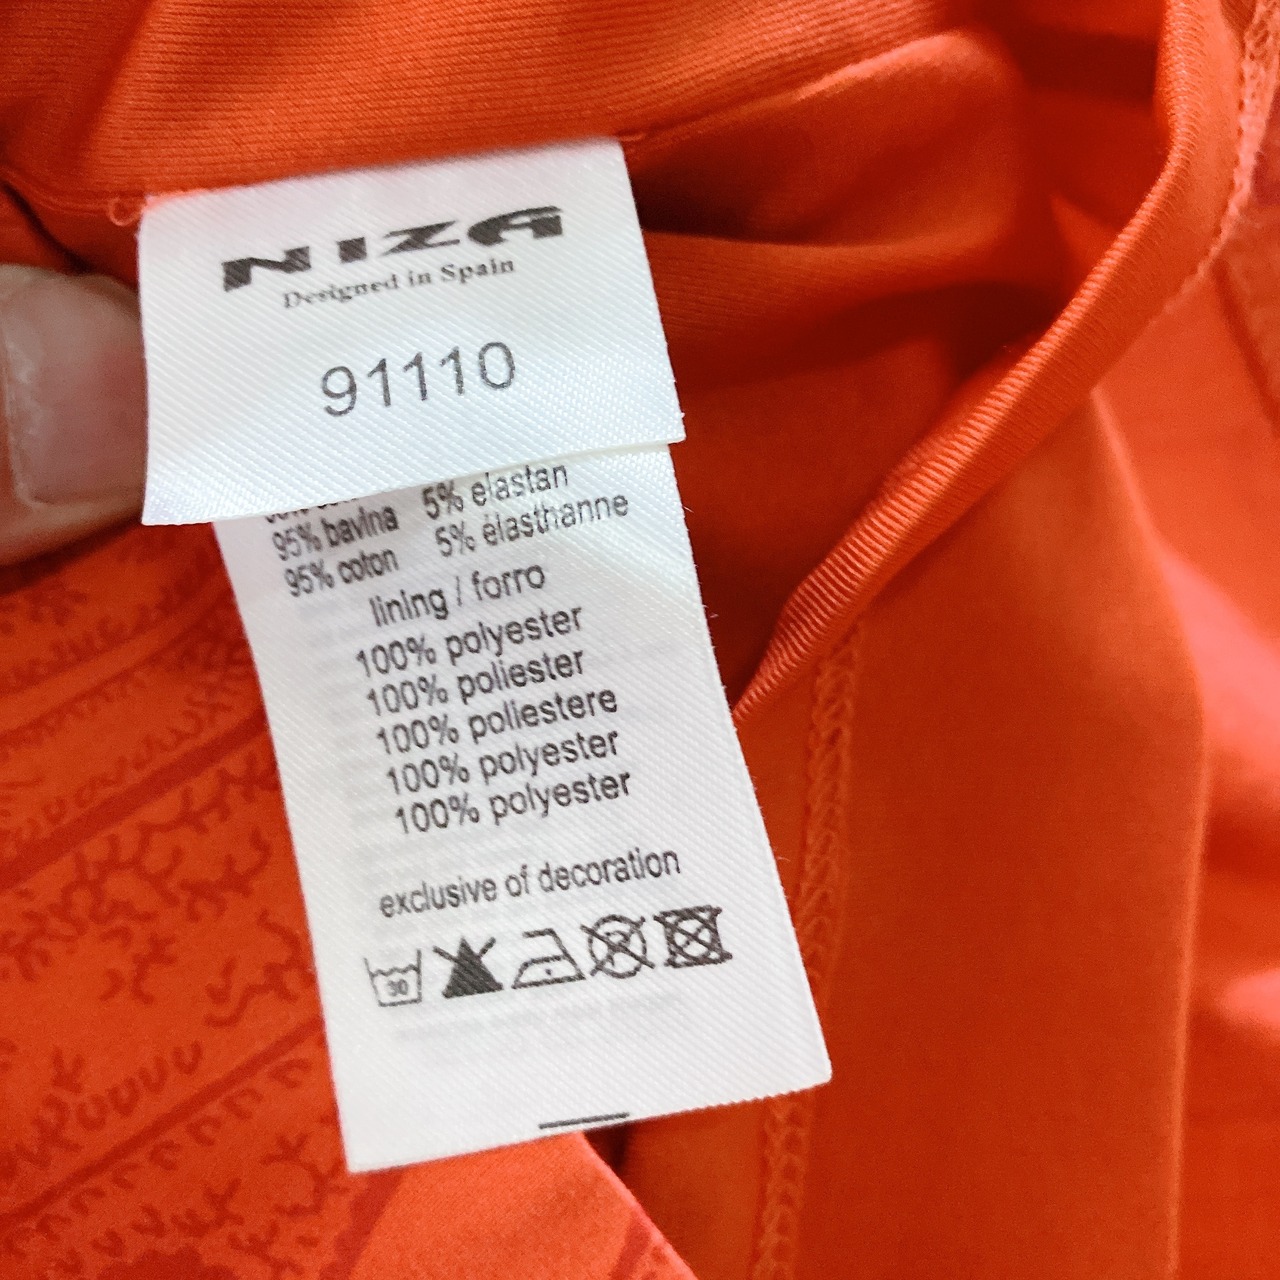 NIZA
Designed in Spain
91110
5% elastan
95% bavlna 5% élasthanne
95% coton
lining / forro
100% polyester
100% poliester
100% poliestere
100% polyester
100% polyester
exclusive of decoration
30